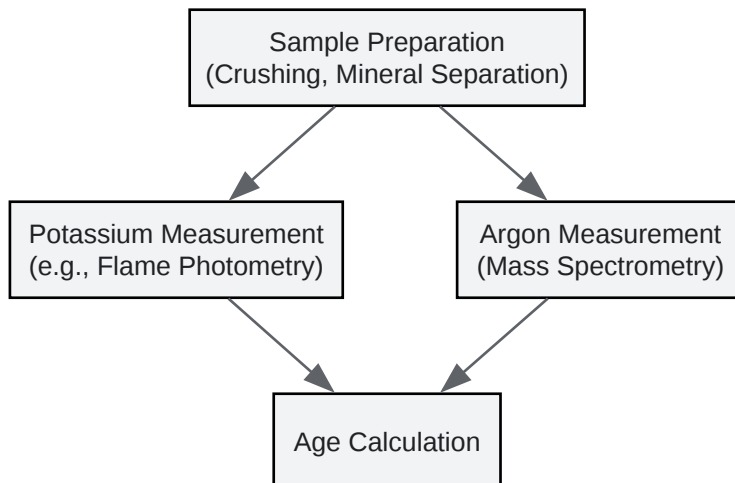 Sample Preparation
(Crushing, Mineral Separation)
Potassium Measurement
(e.g., Flame Photometry)
Argon Measurement
(Mass Spectrometry)
Age Calculation